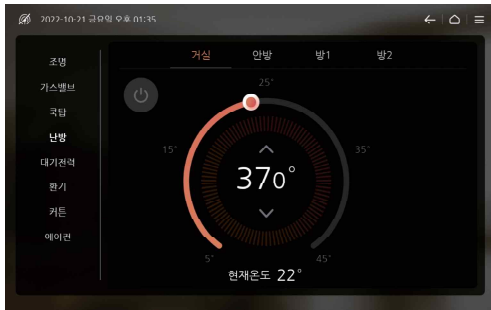 2022-10-21 금요일 오후 01:35
조명
가스밸브
국탑
난방
대기전력
환기
커튼
에어컨
거실 안방 방1 방2
25°
15° 35°
370°
5° 45°
현재온도 22°